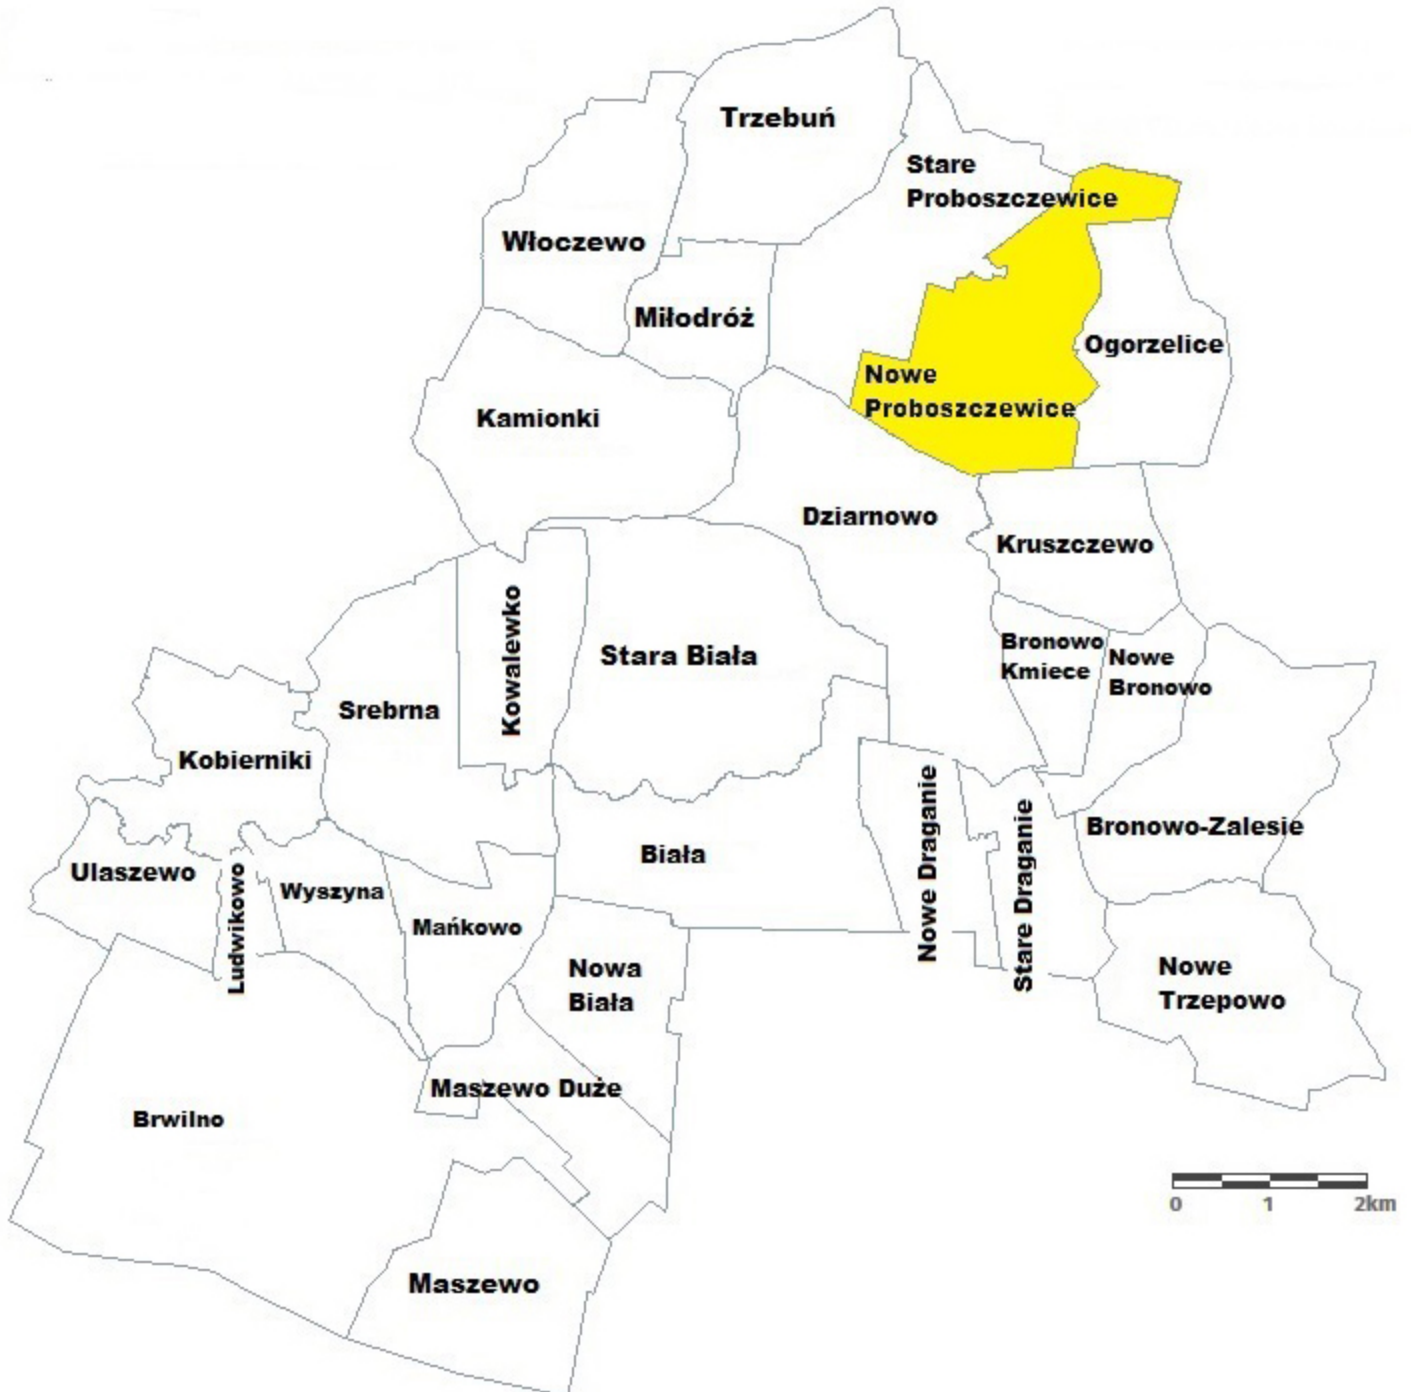 Trzebuń
Stare
Proboszczewice
Włoczewo
Miłodróż
Ogorzelice
Nowe
Proboszczewice
Kamionki
Dziarnowo
Kruszczewo
Kowalewko
Stara Biała
Bronowo
Kmiece
Nowe
Bronowo
Srebrna
Kobierniki
Nowe Draganie
Stare Draganie
Bronowo-Zalesie
Biała
Ulaszewo
Ludwikowo
Wyszyna
Mańkowo
Nowa
Biała
Nowe
Trzepowo
Maszewo Duże
Brwilno
0 1 2km
Maszewo